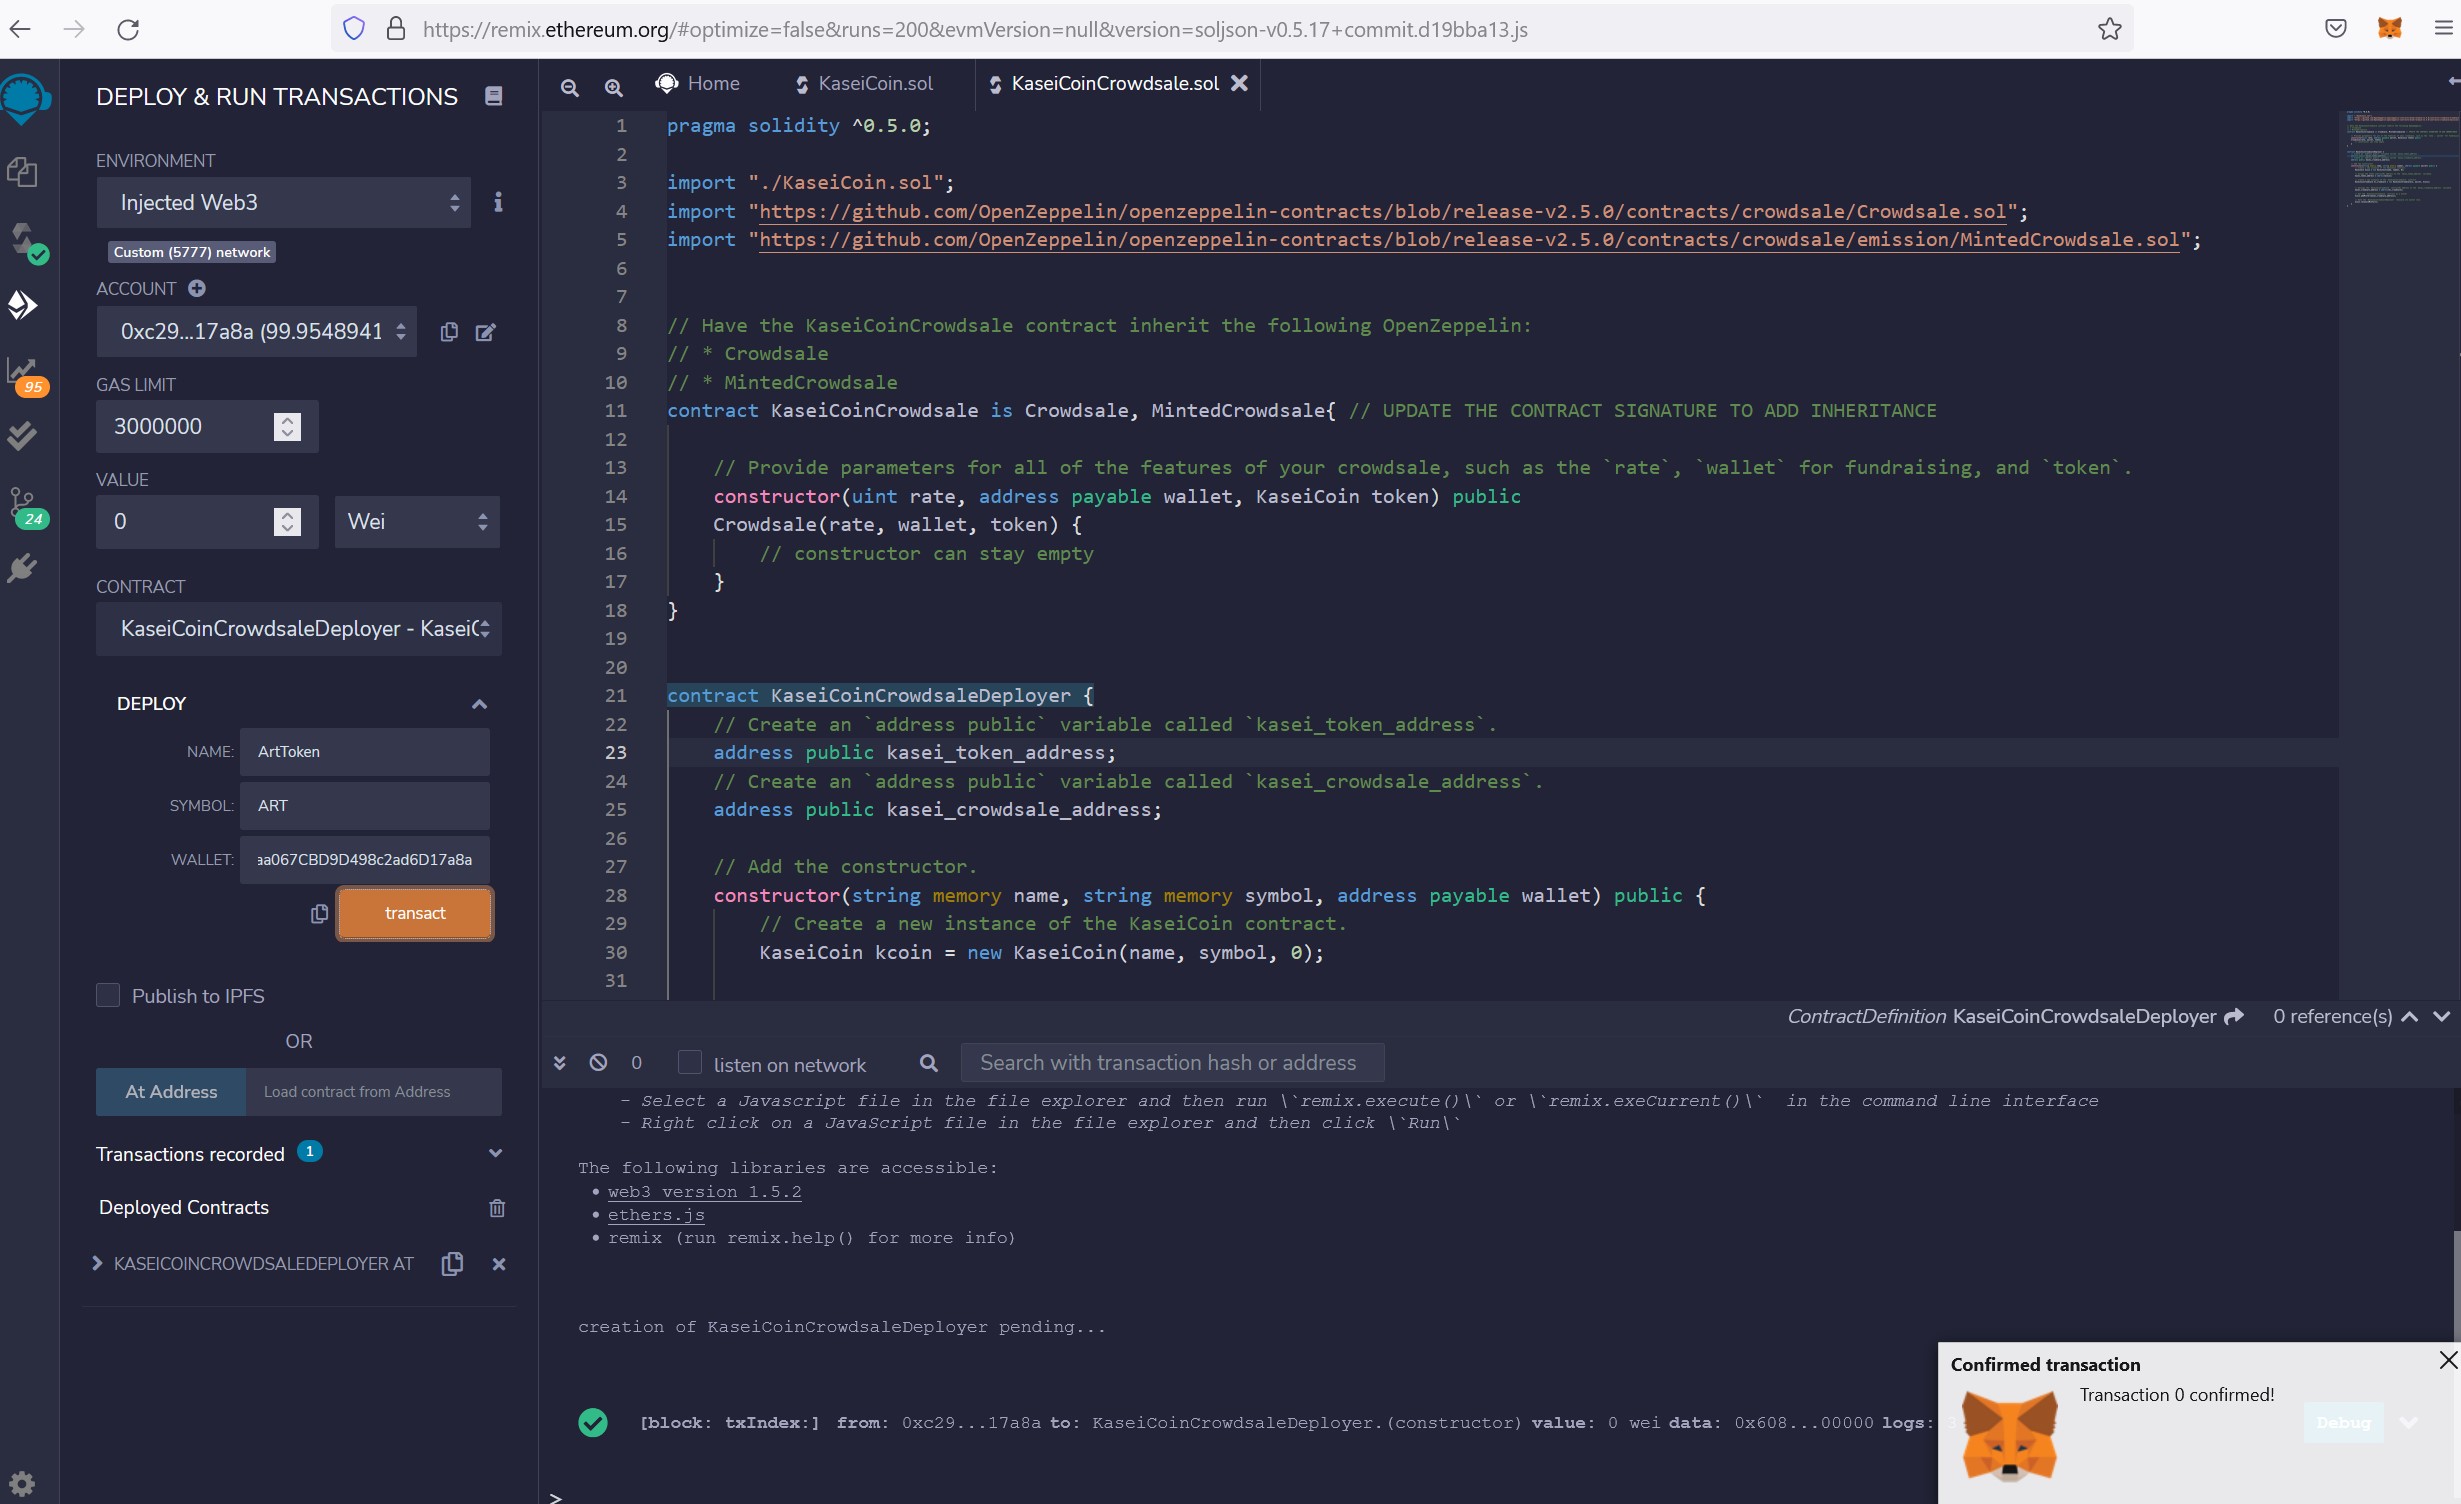 https://remix.ethereum.org/#optimize=false&runs=200&evmVersion=null&version=soljson-v0.5.17+commit.d19bba13.js
DEPLOY & RUN TRANSACTIONS
ENVIRONMENT
Injected Web3
Custom (5777) network
ACCOUNT
0xc29...17a8a (99.9548941
GAS LIMIT
3000000
VALUE
0
Wei
CONTRACT
KaseiCoinCrowdsaleDeployer - KaseiC
DEPLOY
NAME: ArtToken
SYMBOL: ART
WALLET: aa067CBD9D498c2ad6D17a8a
transact
Publish to IPFS
OR
At Address
Load contract from Address
Transactions recorded 1
Deployed Contracts
KASEICOINCROWDSALEDEPLOYER AT
95
24
Home
KaseiCoin.sol
KaseiCoinCrowdsale.sol
1 pragma solidity ^0.5.0;
2
3 import "./KaseiCoin.sol";
4 import "https://github.com/OpenZeppelin/openzeppelin-contracts/blob/release-v2.5.0/contracts/crowdsale/Crowdsale.sol";
5 import "https://github.com/OpenZeppelin/openzeppelin-contracts/blob/release-v2.5.0/contracts/crowdsale/emission/MintedCrowdsale.sol";
6
7
8 // Have the KaseiCoinCrowdsale contract inherit the following OpenZeppelin:
9 // * Crowdsale
10 // * MintedCrowdsale
11 contract KaseiCoinCrowdsale is Crowdsale, MintedCrowdsale{ // UPDATE THE CONTRACT SIGNATURE TO ADD INHERITANCE
12
13 // Provide parameters for all of the features of your crowdsale, such as the `rate`, `wallet` for fundraising, and `token`.
14 constructor(uint rate, address payable wallet, KaseiCoin token) public
15 Crowdsale(rate, wallet, token) {
16 // constructor can stay empty
17 }
18 }
19
20
21 contract KaseiCoinCrowdsaleDeployer {
22 // Create an `address public` variable called `kasei_token_address`.
23 address public kasei_token_address;
24 // Create an `address public` variable called `kasei_crowdsale_address`.
25 address public kasei_crowdsale_address;
26
27 // Add the constructor.
28 constructor(string memory name, string memory symbol, address payable wallet) public {
29 // Create a new instance of the KaseiCoin contract.
30 KaseiCoin kcoin = new KaseiCoin(name, symbol, 0);
31
ContractDefinition KaseiCoinCrowdsaleDeployer 0 reference(s)
0
listen on network
Search with transaction hash or address
- Select a Javascript file in the file explorer and then run \`remix.execute()\` or \`remix.exeCurrent()\` in the command line interface
- Right click on a JavaScript file in the file explorer and then click \`Run\`
The following libraries are accessible:
• web3 version 1.5.2
• ethers.js
• remix (run remix.help() for more info)
creation of KaseiCoinCrowdsaleDeployer pending...
[block: txIndex:] from: 0xc29...17a8a to: KaseiCoinCrowdsaleDeployer.(constructor) value: 0 wei data: 0x608...00000 logs: 3
Debug
>
Confirmed transaction
Transaction 0 confirmed!